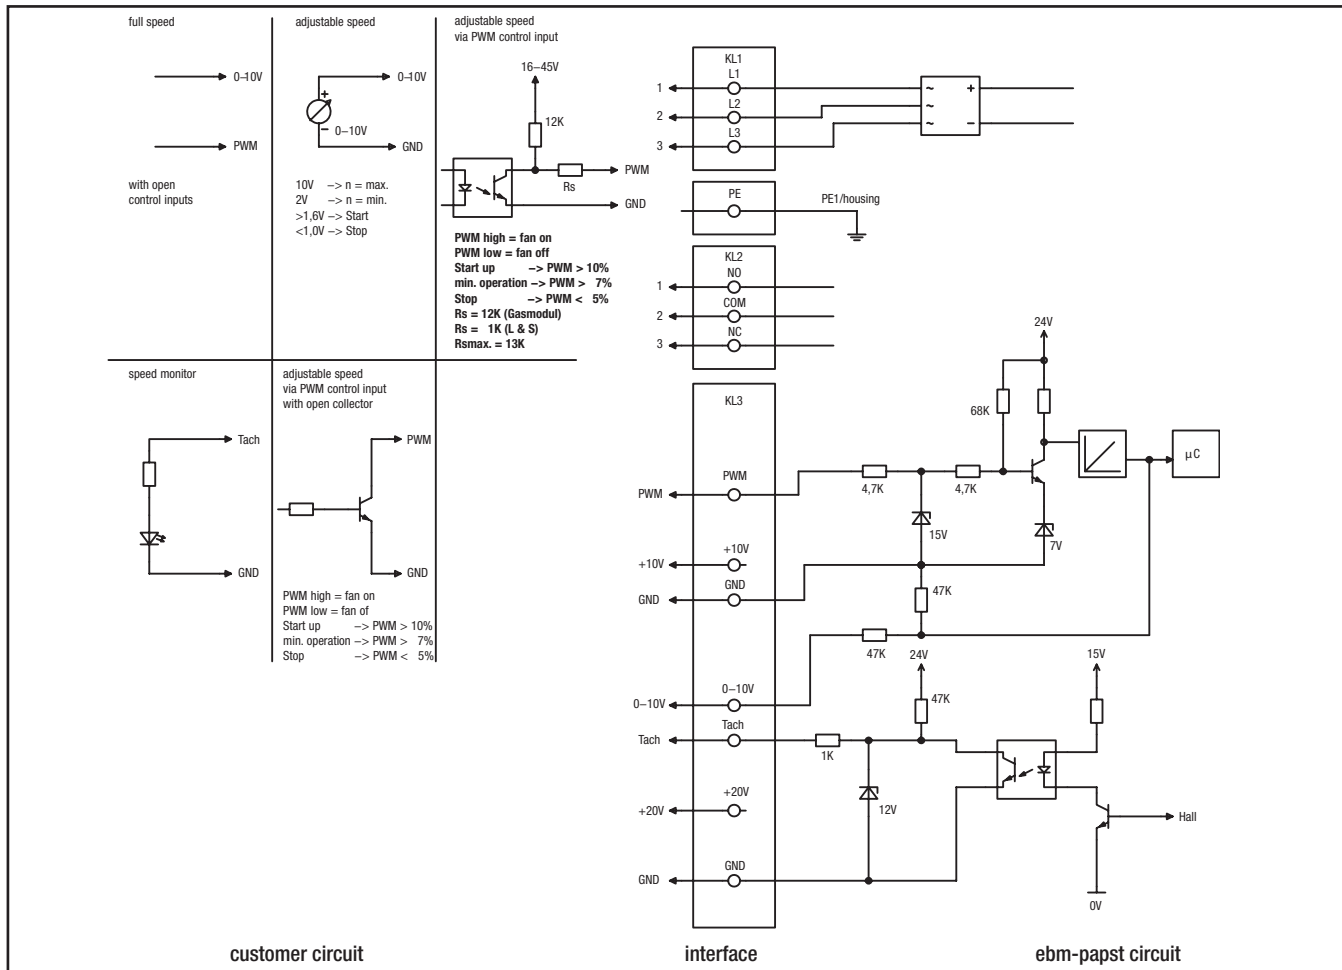 full speed
0–10V
PWM
with open
control inputs
adjustable speed
0–10V
+
–
0–10V
GND
10V –> n = max.
2V –> n = min.
>1,6V –> Start
<1,0V –> Stop
adjustable speed
via PWM control input
16–45V
12K
Rs
PWM
GND
PWM high = fan on
PWM low = fan off
Start up –> PWM > 10%
min. operation –> PWM > 7%
Stop –> PWM < 5%
Rs = 12K (Gasmodul)
Rs = 1K (L & S)
Rsmax. = 13K
speed monitor
Tach
GND
adjustable speed
via PWM control input
with open collector
PWM
GND
PWM high = fan on
PWM low = fan of
Start up –> PWM > 10%
min. operation –> PWM > 7%
Stop –> PWM < 5%
KL1
L1
1
L2
2
L3
3
~
~
~
+
–
PE
PE1/housing
KL2
NO
1
COM
2
NC
3
KL3
PWM
PWM
+10V
+10V
GND
GND
0–10V
0–10V
Tach
Tach
+20V
+20V
GND
GND
24V
68K
4,7K
4,7K
15V
7V
µC
47K
47K
24V
47K
15V
1K
12V
Hall
0V
customer circuit
interface
ebm-papst circuit